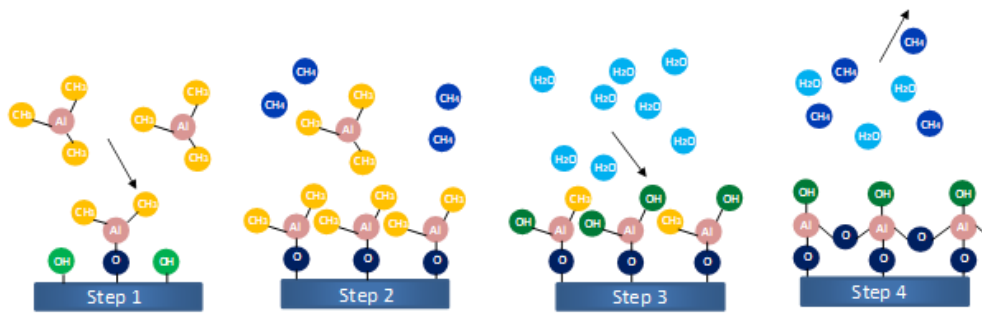 CH3
CH3 Al
CH3
CH3
CH3 Al
CH3
CH3 CH3
Al
OH O OH
Step 1
CH4
CH4
CH3
CH4
CH3 Al
CH4
CH3
CH3 CH3 CH3
CH3 Al CH3 Al CH3 Al
O O O
Step 2
H2O H2O H2O
H2O H2O
H2O
H2O H2O
CH3 OH OH
OH Al OH Al CH3 Al
O O O
Step 3
CH4
CH4
H2O H2O
CH4 CH4
H2O
OH OH OH
Al O Al O Al
O O O
Step 4